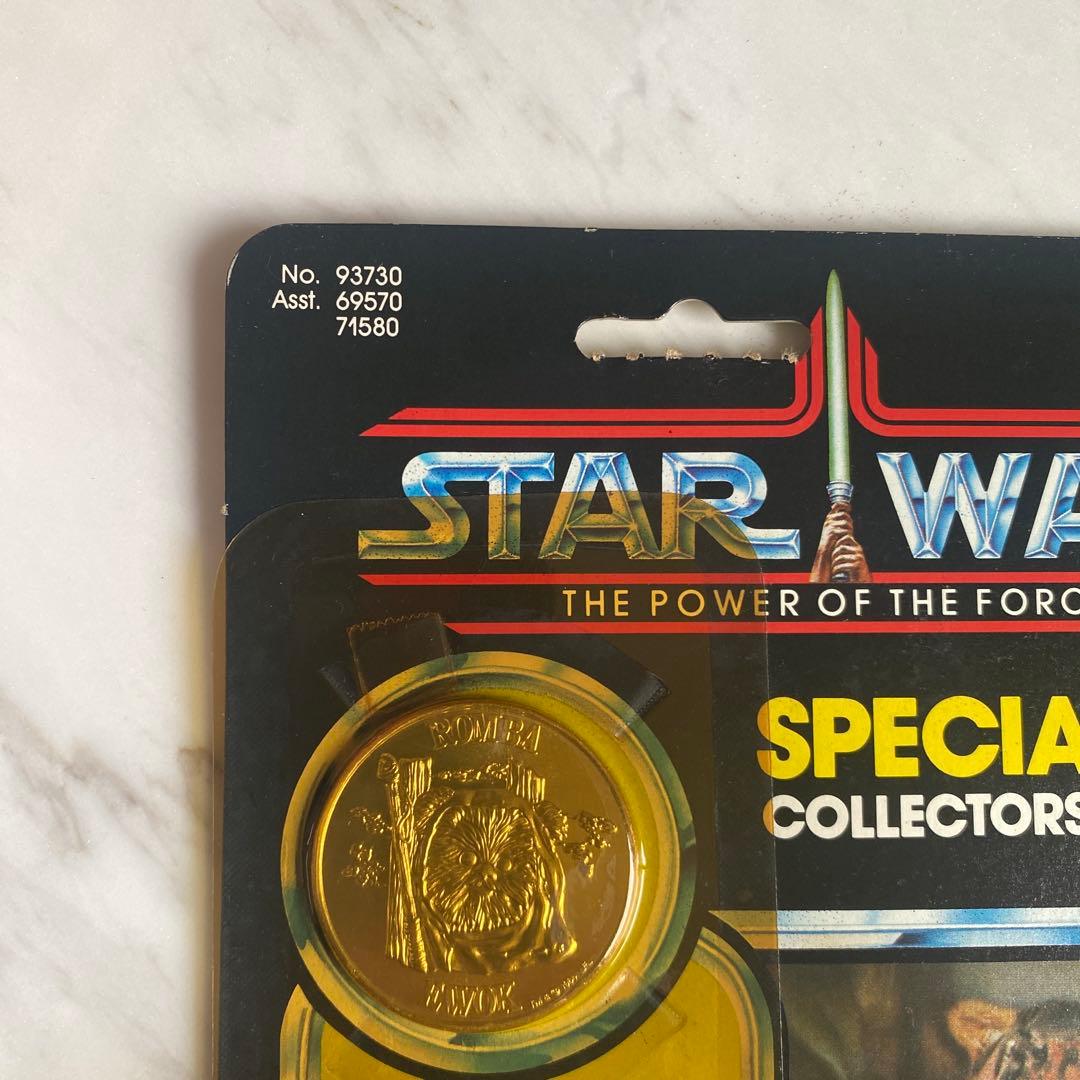 No. 93730
Asst. 69570
71580
STAR WA
THE POWER OF THE FORC
SPECIA
COLLECTORS
ROMBA
EWOK